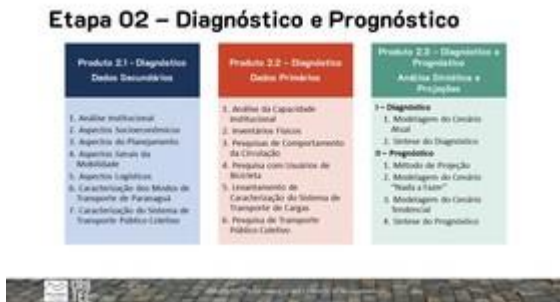 Etapa 02 – Diagnóstico e Prognóstico
Produto 2.1 - Diagnóstico
Dados Secundários
1. Análise Institucional
2. Aspectos Socioeconômicos
3. Aspectos do Planejamento
4. Aspectos Gerais da
Mobilidade
5. Aspectos Logísticos
6. Caracterização dos Modos de
Transporte de Paranaguá
7. Caracterização do Sistema de
Transporte Público Coletivo
Produto 2.2 - Diagnóstico
Dados Primários
1. Análise da Capacidade
Institucional
2. Inventários Físicos
3. Pesquisas de Comportamento
da Circulação
4. Pesquisa com Usuários de
Bicicleta
5. Levantamento de
Caracterização do Sistema de
Transporte de Cargas
6. Pesquisa de Transporte
Público Coletivo
Produto 2.3 - Diagnóstico e
Prognóstico
Análise Sintética e
Projeções
I – Diagnóstico
1. Modelagem do Cenário
Atual
2. Síntese do Diagnóstico
II – Prognóstico
1. Método de Projeção
2. Modelagem do Cenário
"Nada a Fazer"
3. Modelagem do Cenário
Tendencial
4. Síntese do Prognóstico